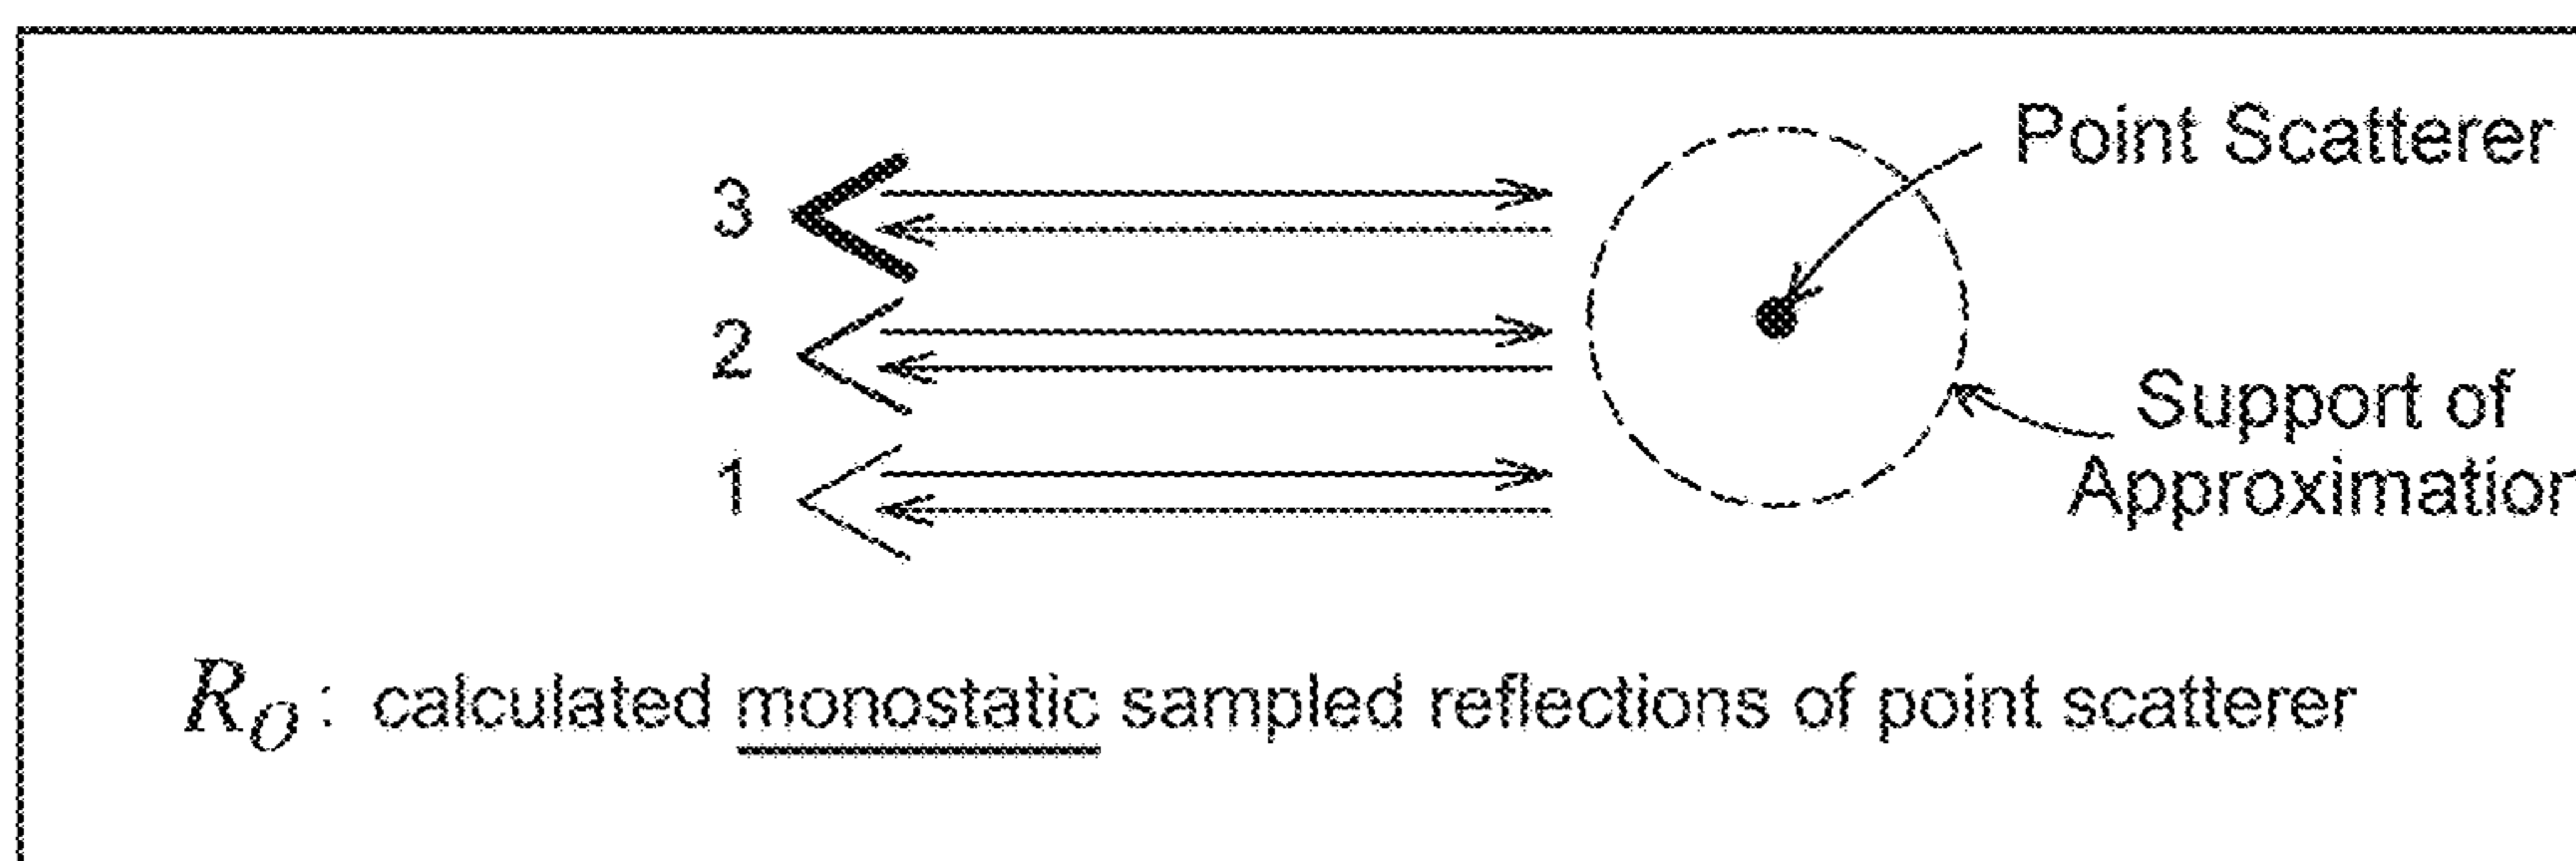 Point Scatterer
3
2
Support of
1
Approximation
R_O: calculated monostatic sampled reflections of point scatterer